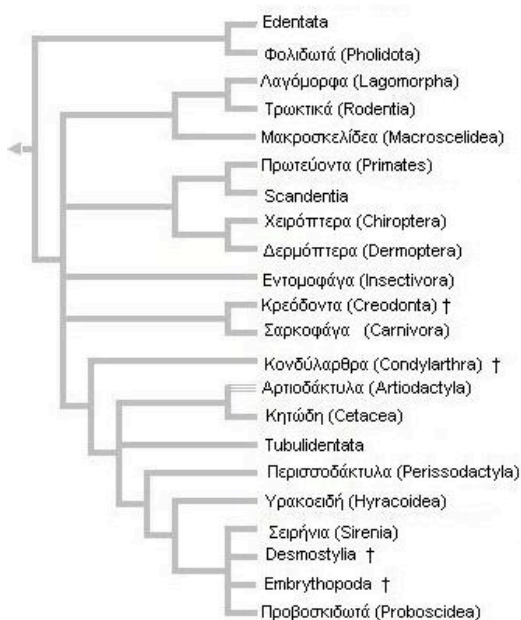 Edentata
Φολιδωτά (Pholidota)
Λαγόμορφα (Lagomorpha)
Τρωκτικά (Rodentia)
Μακροσκελίδεα (Macroscelidea)
Πρωτεύοντα (Primates)
Scandentia
Χειρόπτερα (Chiroptera)
Δερμόπτερα (Dermoptera)
Εντομοφάγα (Insectivora)
Κρεόδοντα (Creodonta) †
Σαρκοφάγα (Carnivora)
Κονδύλαρθρα (Condylarthra) †
Αρτιοδάκτυλα (Artiodactyla)
Κητώδη (Cetacea)
Tubulidentata
Περισσοδάκτυλα (Perissodactyla)
Υρακοειδή (Hyracoidea)
Σειρήνια (Sirenia)
Desmostylia †
Embrythopoda †
Προβοσκιδωτά (Proboscidea)